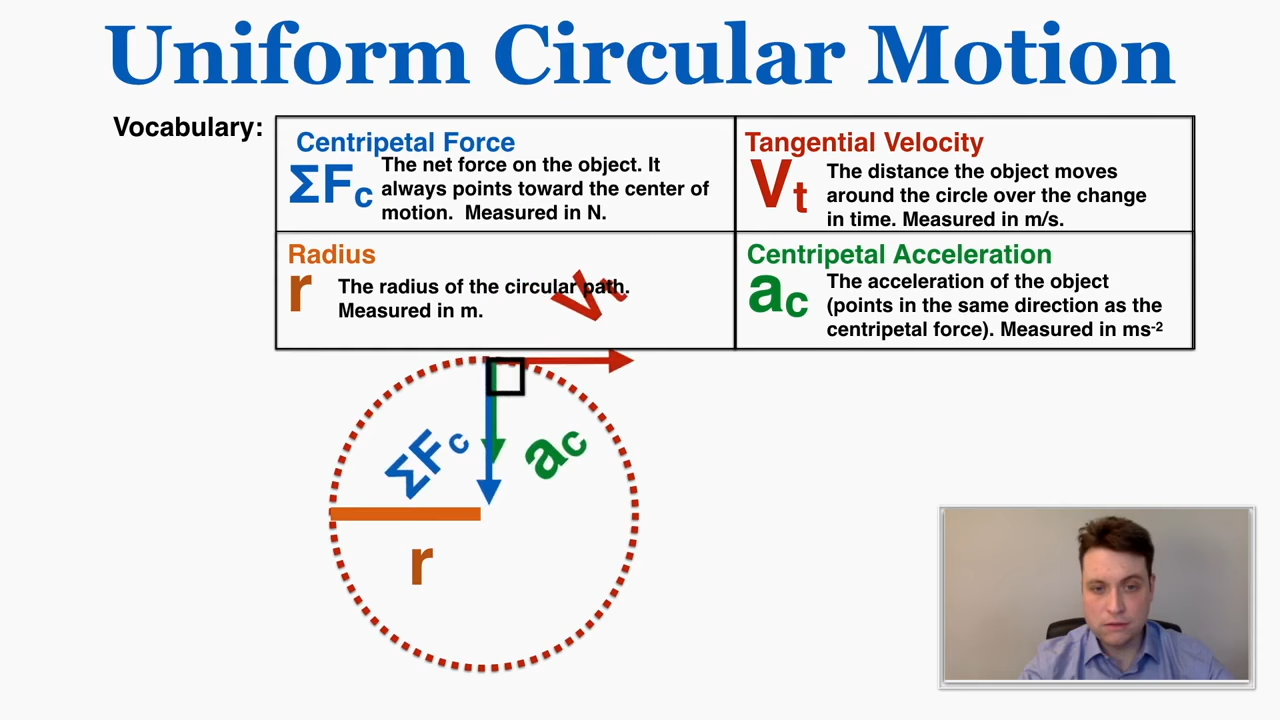 Uniform Circular Motion
Vocabulary:
Centripetal Force
ΣFc
The net force on the object. It
always points toward the center of
motion. Measured in N.
Tangential Velocity
Vt
The distance the object moves
around the circle over the change
in time. Measured in m/s.
Radius
r
The radius of the circular path.
Measured in m.
Centripetal Acceleration
ac
The acceleration of the object
(points in the same direction as the
centripetal force). Measured in ms-2
Vt
ΣFc
ac
r